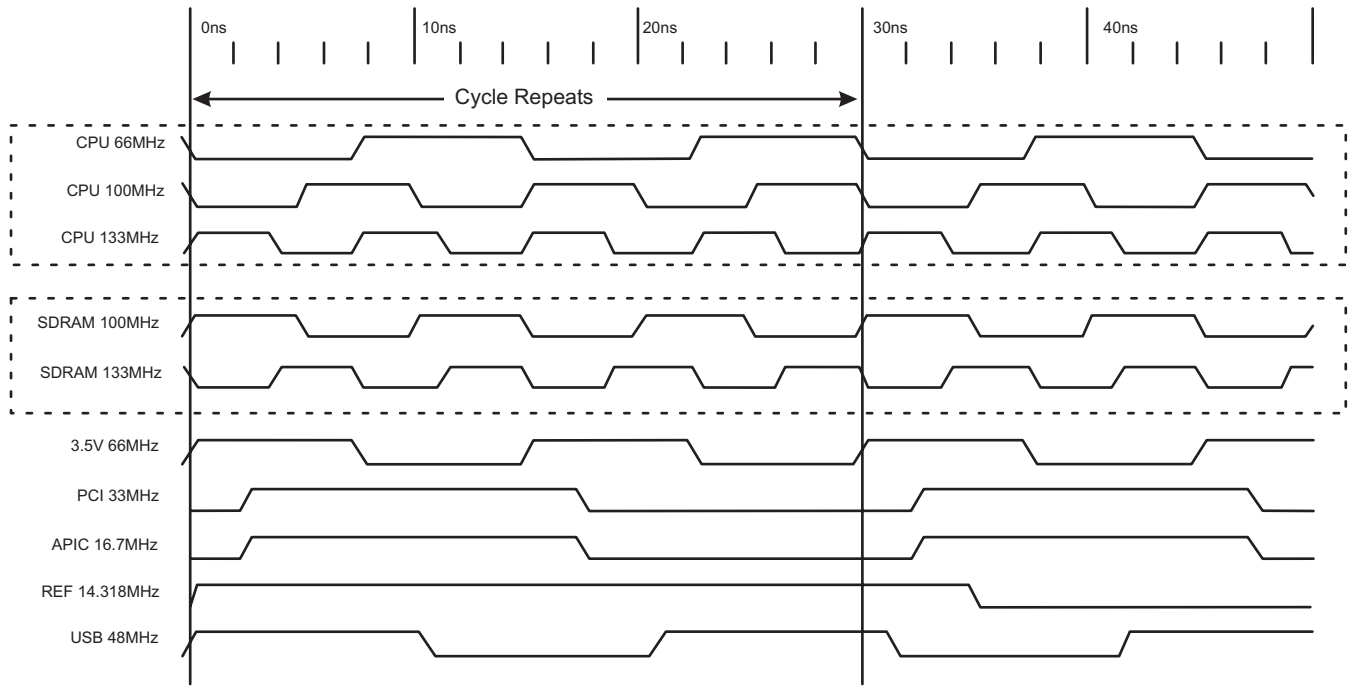 0ns 10ns 20ns 30ns 40ns
Cycle Repeats
CPU 66MHz
CPU 100MHz
CPU 133MHz
SDRAM 100MHz
SDRAM 133MHz
3.5V 66MHz
PCI 33MHz
APIC 16.7MHz
REF 14.318MHz
USB 48MHz